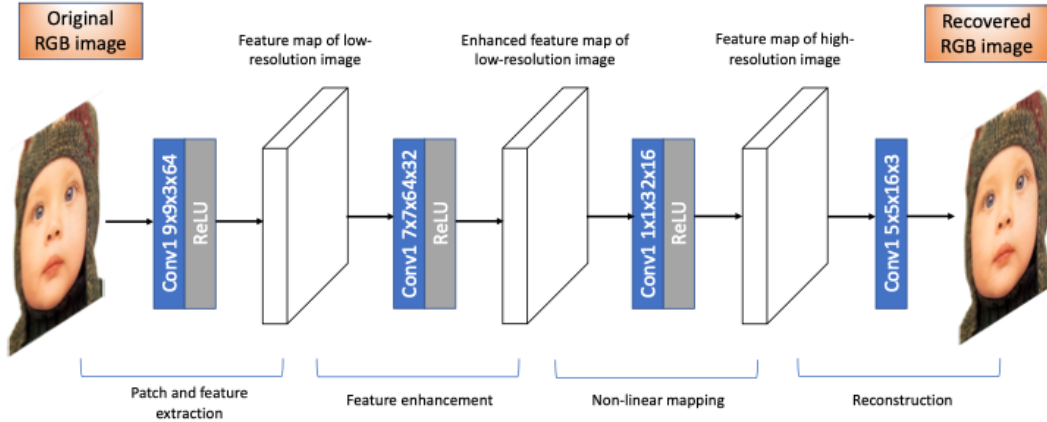 Original
RGB image
Feature map of low-
resolution image
Enhanced feature map of
low-resolution image
Feature map of high-
resolution image
Recovered
RGB image
Conv1 9x9x3x64
ReLU
Conv1 7x7x64x32
ReLU
Conv1 1x1x32x16
ReLU
Conv1 5x5x16x3
Patch and feature
extraction
Feature enhancement
Non-linear mapping
Reconstruction